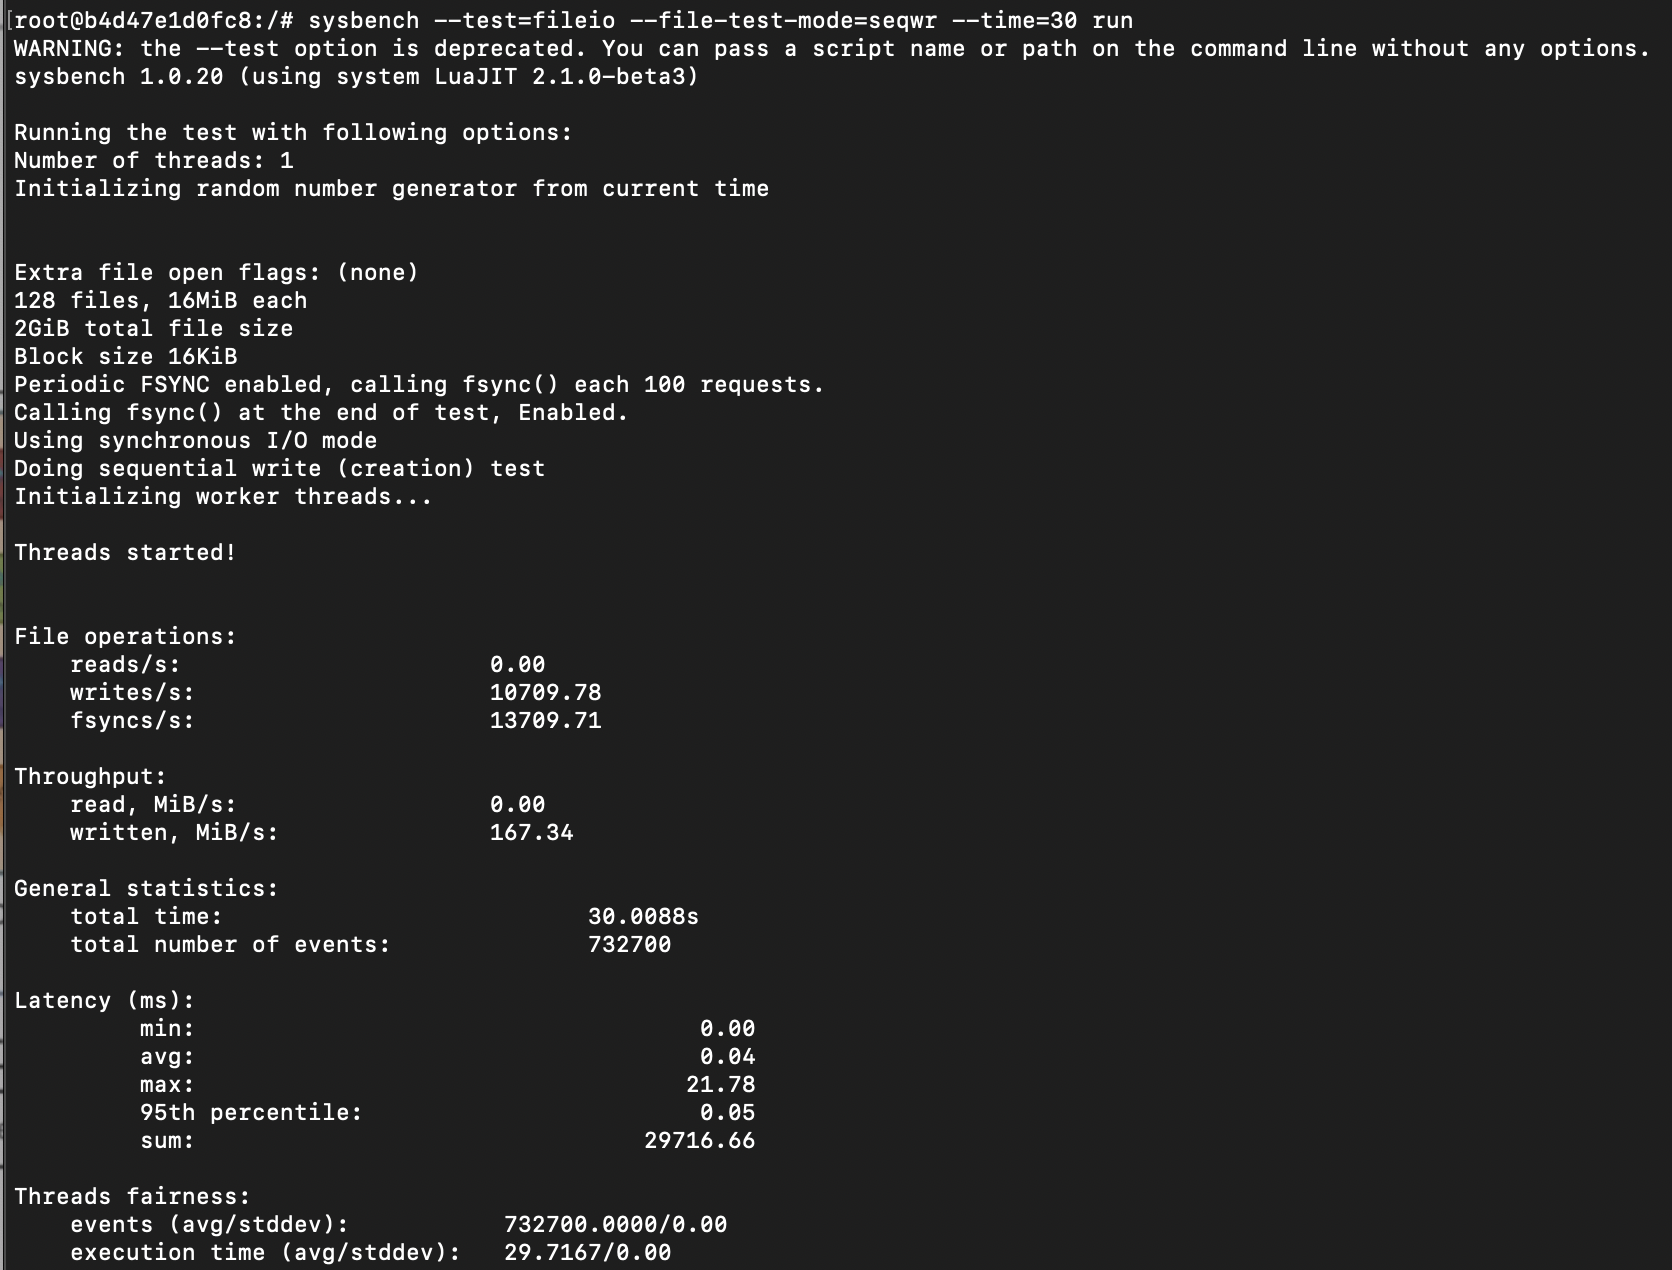 [root@b4d47e1d0fc8:/# sysbench --test=fileio --file-test-mode=seqwr --time=30 run
WARNING: the --test option is deprecated. You can pass a script name or path on the command line without any options.
sysbench 1.0.20 (using system LuaJIT 2.1.0-beta3)
Running the test with following options:
Number of threads: 1
Initializing random number generator from current time
Extra file open flags: (none)
128 files, 16MiB each
2GiB total file size
Block size 16KiB
Periodic FSYNC enabled, calling fsync() each 100 requests.
Calling fsync() at the end of test, Enabled.
Using synchronous I/O mode
Doing sequential write (creation) test
Initializing worker threads...
Threads started!
File operations:
reads/s: 0.00
writes/s: 10709.78
fsyncs/s: 13709.71
Throughput:
read, MiB/s: 0.00
written, MiB/s: 167.34
General statistics:
total time: 30.0088s
total number of events: 732700
Latency (ms):
min: 0.00
avg: 0.04
max: 21.78
95th percentile: 0.05
sum: 29716.66
Threads fairness:
events (avg/stddev): 732700.0000/0.00
execution time (avg/stddev): 29.7167/0.00